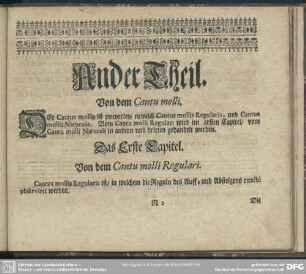 Ander Theil.
Von dem Cantu molli.
DEr Cantus mollis ist zweyerley, nemlich Cantus mollis Regularis, und Cantus
mollis Naturalis. Vom Cantu molli Regulari wird im ersten Capitel, vom
Cantu molli Naturali in andern und dritten gehandelt werden.
Das Erste Capitel.
Von dem Cantu molli Regulari.
Cantus mollis Regularis ist, in welchem die Reguln des Auff- und Absteigens exactè
observiret werden.
Die